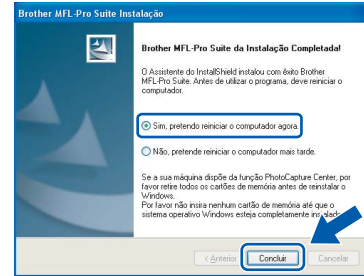 Brother MFL-Pro Suite Instalação
Brother MFL-Pro Suite da Instalação Completada!
O Assistente do InstallShield instalou com êxito Brother
MFL-Pro Suite. Antes de utilizar o programa, deve reiniciar o
computador.
Sim, pretendo reiniciar o computador agora.
Não, pretende reiniciar o computador mais tarde.
Se a sua máquina dispõe da função PhotoCapture Center, por
favor retire todos os cartões de memória antes de reinstalar o
Windows.
Por favor não insira nenhum cartão de memória até que o
sistema operativo Windows esteja completamente instalado.
< Anterior
Concluir
Cancelar